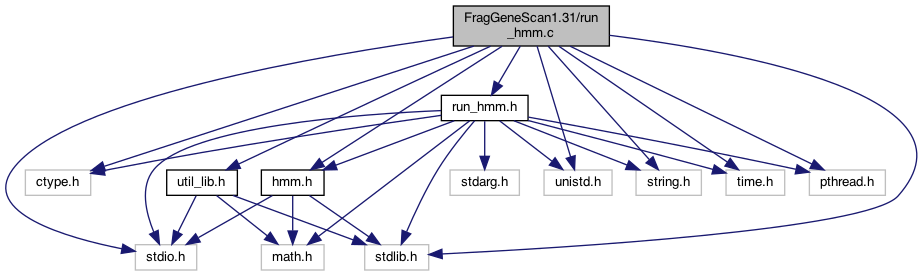 FragGeneScan1.31/run
_hmm.c
run_hmm.h
ctype.h
util_lib.h
hmm.h
stdarg.h
unistd.h
string.h
time.h
pthread.h
stdio.h
math.h
stdlib.h